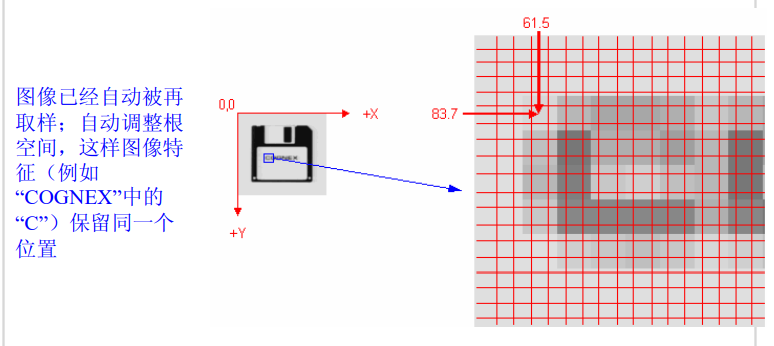 61.5
图像已经自动被再
取样；自动调整根
空间，这样图像特
征（例如
“COGNEX”中的
“C”）保留同一个
位置
0,0
+X
83.7
COGNEX
+Y